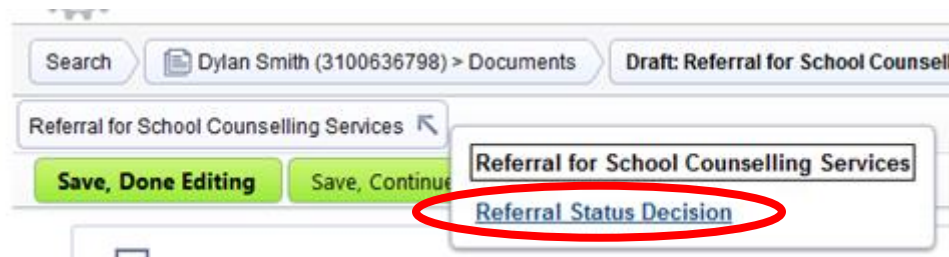 Search
Dylan Smith (3100636798) > Documents
Draft: Referral for School Counsell
Referral for School Counselling Services
Referral for School Counselling Services
Save, Done Editing
Save, Continue
Referral Status Decision